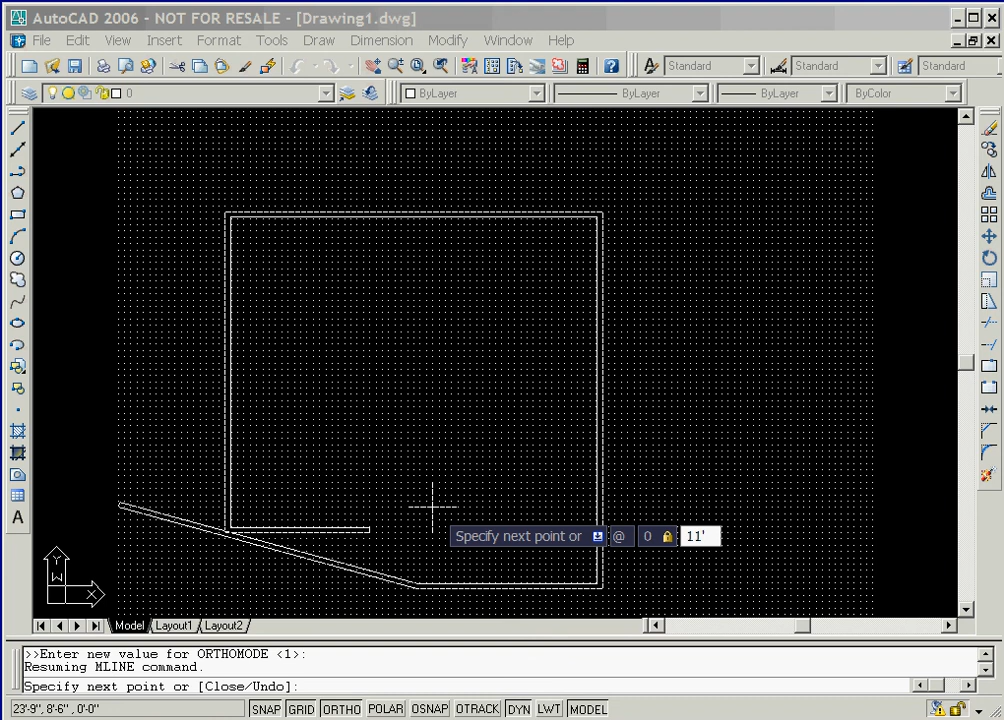 AutoCAD 2006 - NOT FOR RESALE - [Drawing1.dwg]
File Edit View Insert Format Tools Draw Dimension Modify Window Help
Standard Standard Standard
0 ByLayer ByLayer ByLayer ByColor
Specify next point or @ 0 11'
Y
W
X
A
Model Layout1 Layout2
>>Enter new value for ORTHOMODE <1>:
Resuming MLINE command.
Specify next point or [Close/Undo]:
23'-9", 8'-6" , 0'-0" SNAP GRID ORTHO POLAR OSNAP OTRACK DYN LWT MODEL